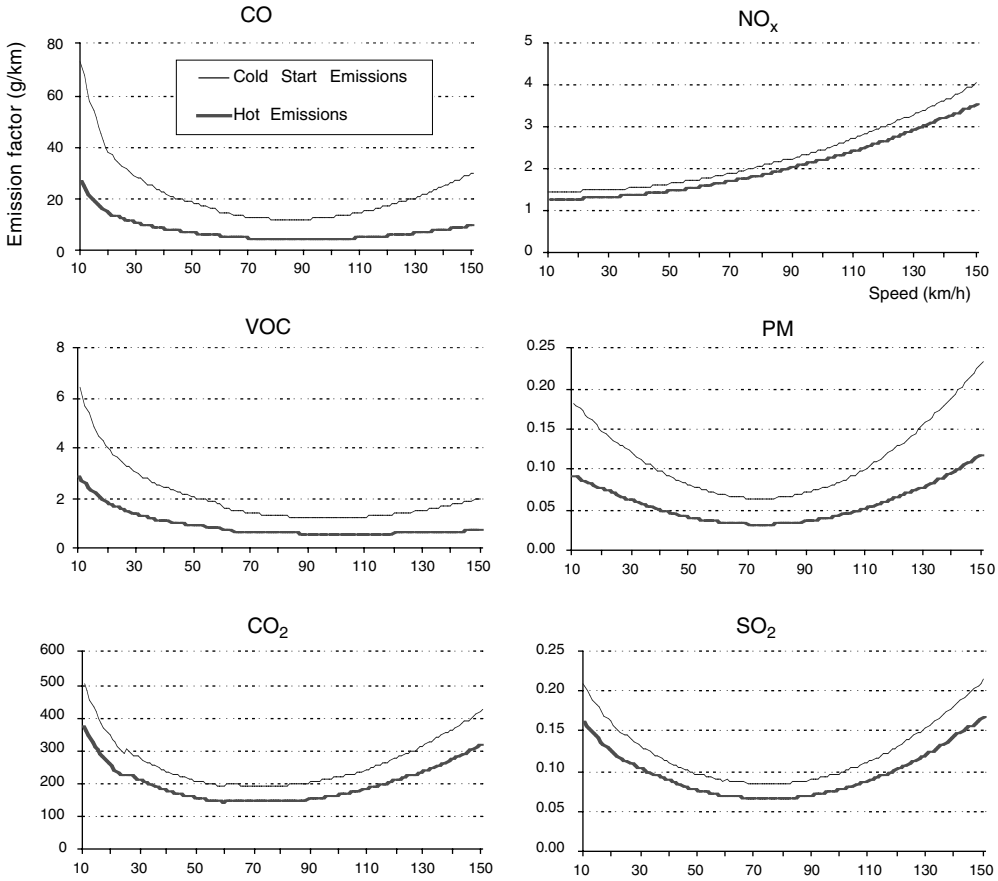 CO
Emission factor (g/km)
80
60
40
20
0
10 30 50 70 90 110 130 150
Cold Start Emissions
Hot Emissions
NOx
5
4
3
2
1
0
10 30 50 70 90 110 130 150
Speed (km/h)
VOC
8
6
4
2
0
10 30 50 70 90 110 130 150
PM
0.25
0.20
0.15
0.10
0.05
0.00
10 30 50 70 90 110 130 150
CO2
600
500
400
300
200
100
0
10 30 50 70 90 110 130 150
SO2
0.25
0.20
0.15
0.10
0.05
0.00
10 30 50 70 90 110 130 150